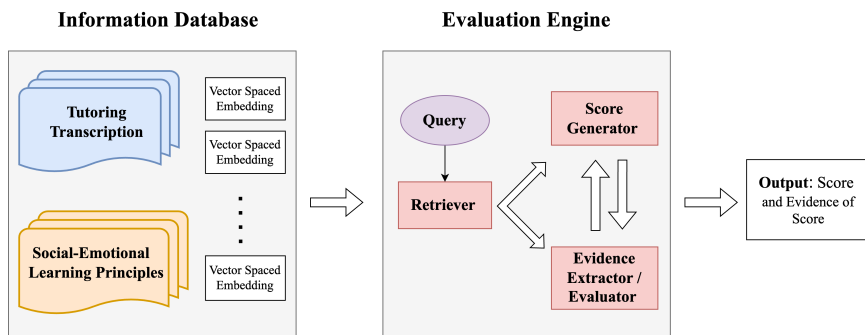 Information Database
Tutoring
Transcription
Social-Emotional
Learning Principles
Vector Spaced
Embedding
Vector Spaced
Embedding
Vector Spaced
Embedding
Evaluation Engine
Query
Retriever
Score
Generator
Evidence
Extractor /
Evaluator
Output: Score
and Evidence of
Score